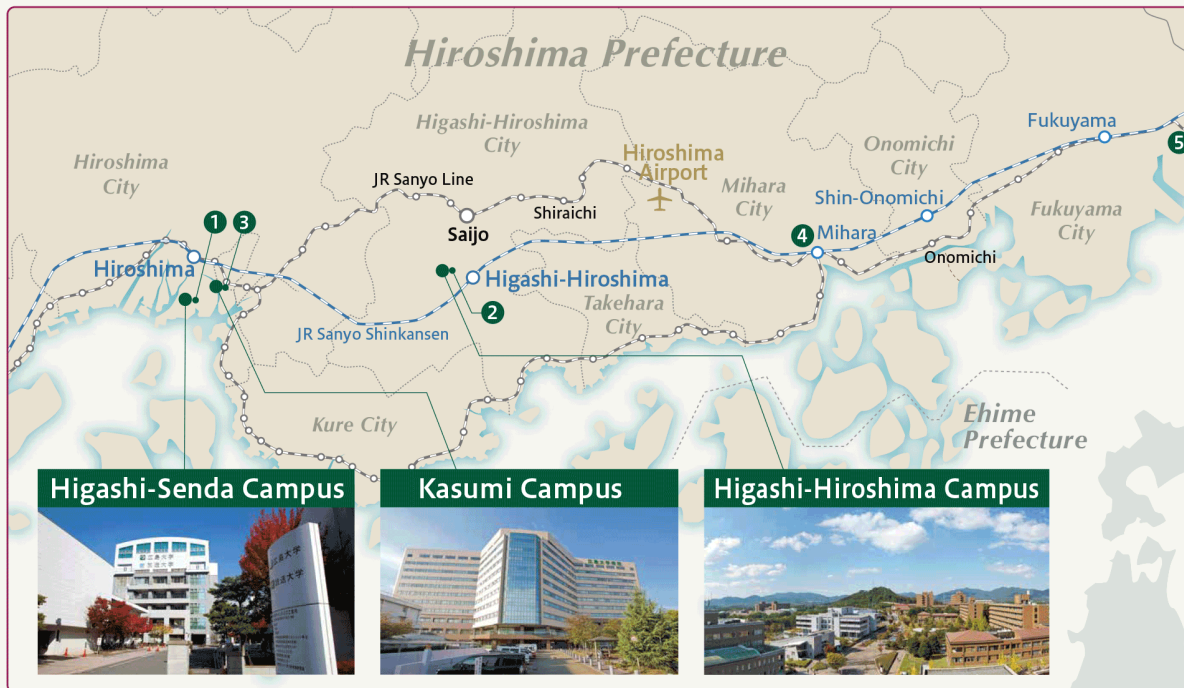 Hiroshima Prefecture
Higashi-Hiroshima
City
Hiroshima
City
JR Sanyo Line
Hiroshima
Airport
Onomichi
City
Fukuyama
5
Mihara
City
Shin-Onomichi
Fukuyama
City
1
3
Saijo
Shiraichi
4
Mihara
Onomichi
Hiroshima
Higashi-Hiroshima
2
Takehara
City
JR Sanyo Shinkansen
Kure City
Ehime
Prefecture
Higashi-Senda Campus
Kasumi Campus
Higashi-Hiroshima Campus